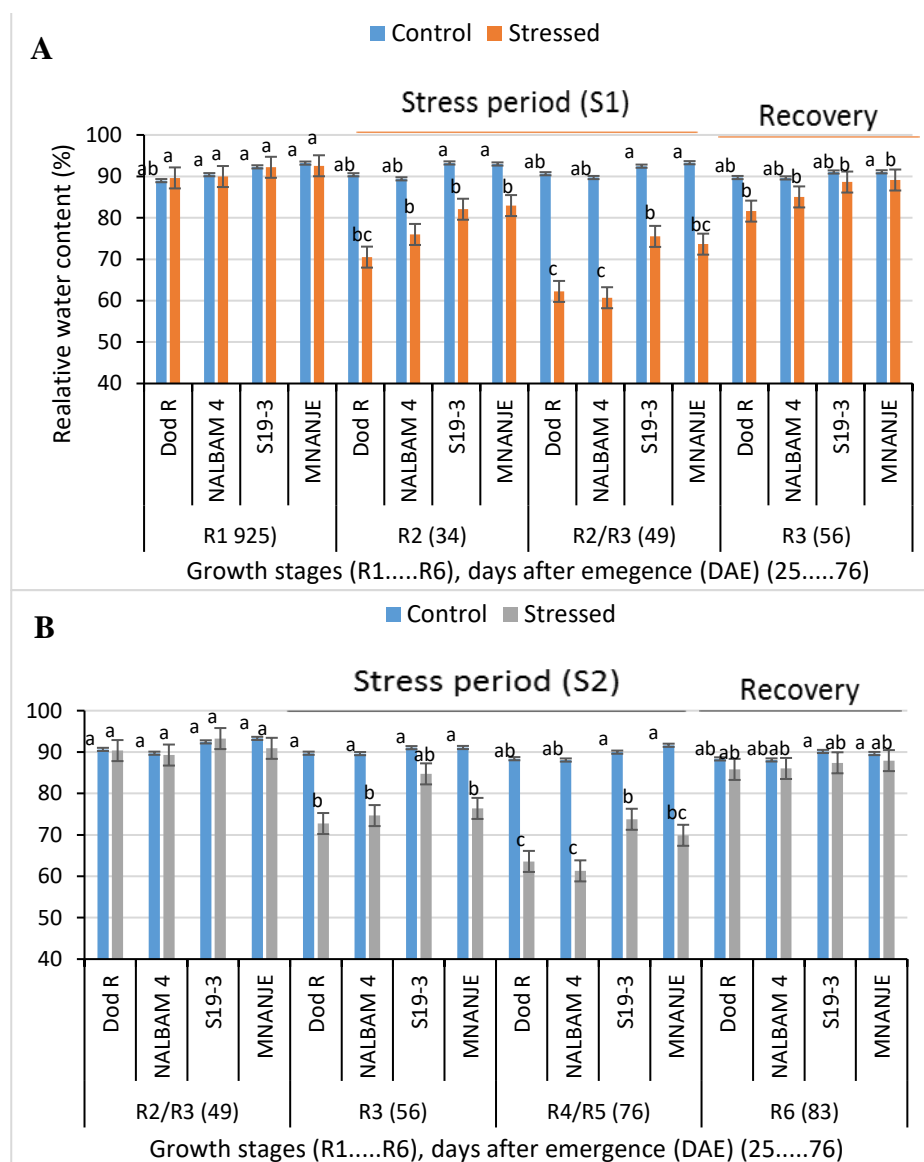 A
Control Stressed
Stress period (S1)
Recovery
100
90
80
70
60
50
40
Realative water content (%)
ab a a a a a a a ab bc ab b a b a b ab c ab c a b a bc ab b ab b ab b a b
Dod R NALBAM 4 S19-3 MNANJE Dod R NALBAM 4 S19-3 MNANJE Dod R NALBAM 4 S19-3 MNANJE Dod R NALBAM 4 S19-3 MNANJE
R1 925) R2 (34) R2/R3 (49) R3 (56)
Growth stages (R1.....R6), days after emegence (DAE) (25.....76)
B
Control Stressed
Stress period (S2)
Recovery
100
90
80
70
60
50
40
a a a a a a a a a b a b a ab a b ab c ab c a b a bc ab ab ab ab a ab a ab
Dod R NALBAM 4 S19-3 MNANJE Dod R NALBAM 4 S19-3 MNANJE Dod R NALBAM 4 S19-3 MNANJE Dod R NALBAM 4 S19-3 MNANJE
R2/R3 (49) R3 (56) R4/R5 (76) R6 (83)
Growth stages (R1.....R6), days after emegence (DAE) (25.....76)